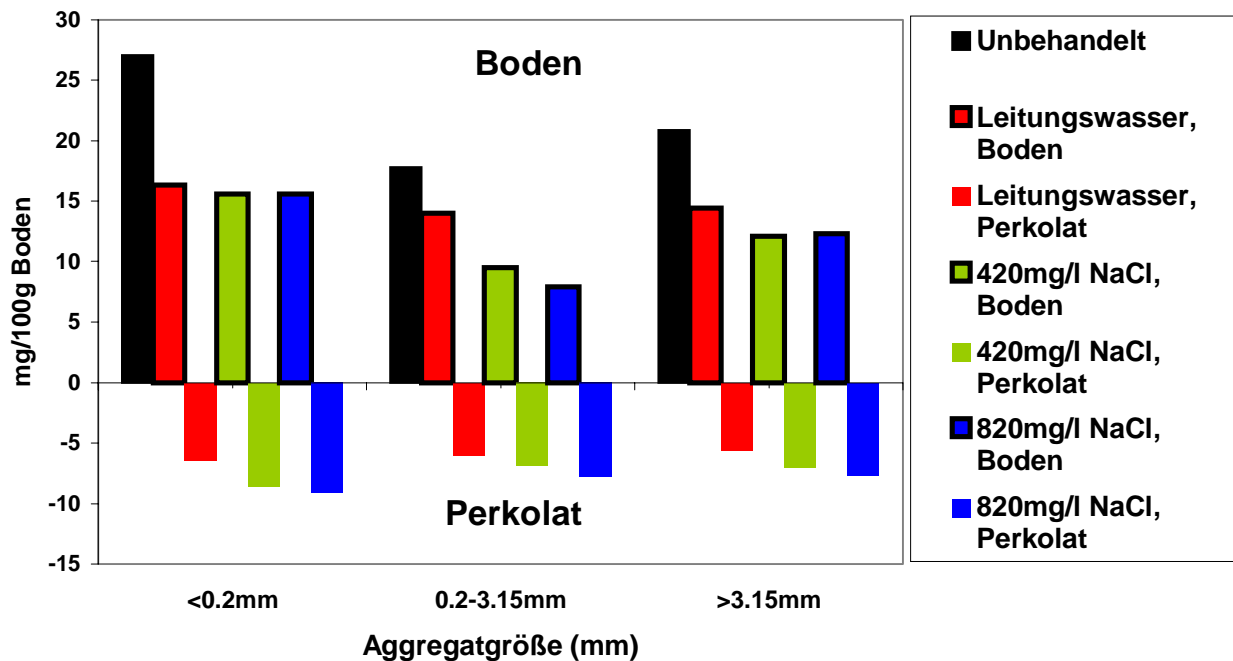 30
25
20
15
10
5
0
-5
-10
-15
mg/100g Boden
Boden
Perkolat
<0.2mm
0.2-3.15mm
>3.15mm
Aggregatgröße (mm)
Unbehandelt
Leitungswasser,
Boden
Leitungswasser,
Perkolat
420mg/l NaCl,
Boden
420mg/l NaCl,
Perkolat
820mg/l NaCl,
Boden
820mg/l NaCl,
Perkolat